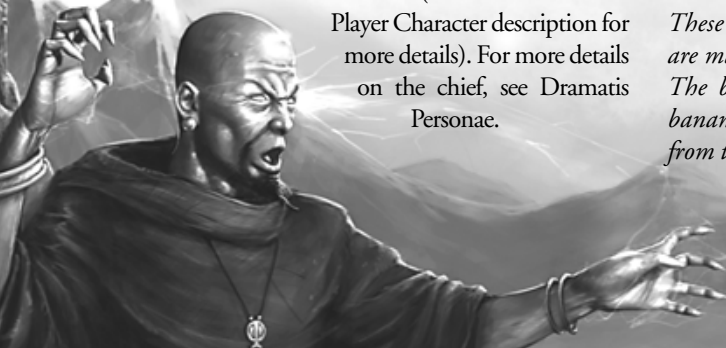 Player Character description for
more details). For more details
on the chief, see Dramatis
Personae.
These
are
The
from